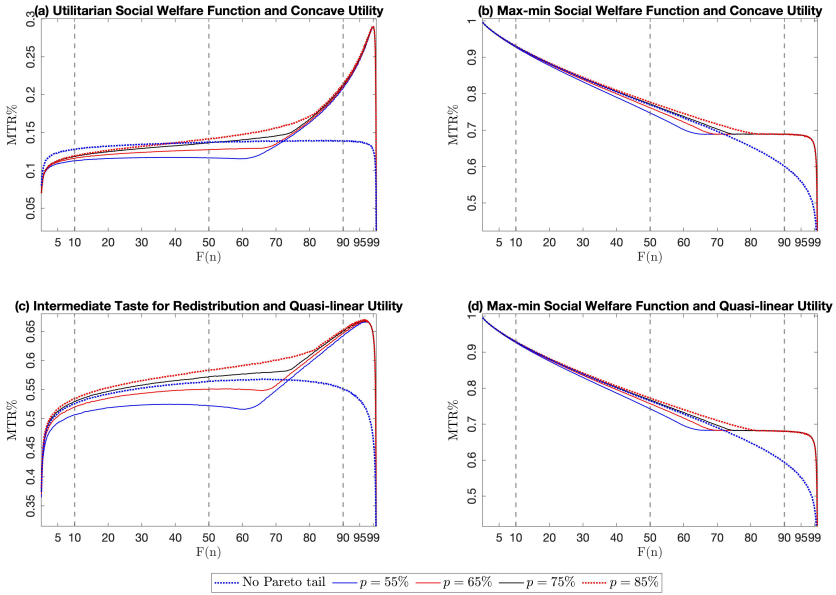 (a) Utilitarian Social Welfare Function and Concave Utility
0.3
0.25
0.2
0.15
0.1
0.05
MTR%
5 10 20 30 40 50 60 70 80 90 95 99
F(n)
(b) Max-min Social Welfare Function and Concave Utility
1
0.9
0.8
0.7
0.6
0.5
MTR%
5 10 20 30 40 50 60 70 80 90 95 99
F(n)
(c) Intermediate Taste for Redistribution and Quasi-linear Utility
0.65
0.6
0.55
0.5
0.45
0.4
0.35
MTR%
5 10 20 30 40 50 60 70 80 90 95 99
F(n)
(d) Max-min Social Welfare Function and Quasi-linear Utility
1
0.9
0.8
0.7
0.6
0.5
MTR%
5 10 20 30 40 50 60 70 80 90 95 99
F(n)
No Pareto tail p = 55% p = 65% p = 75% p = 85%